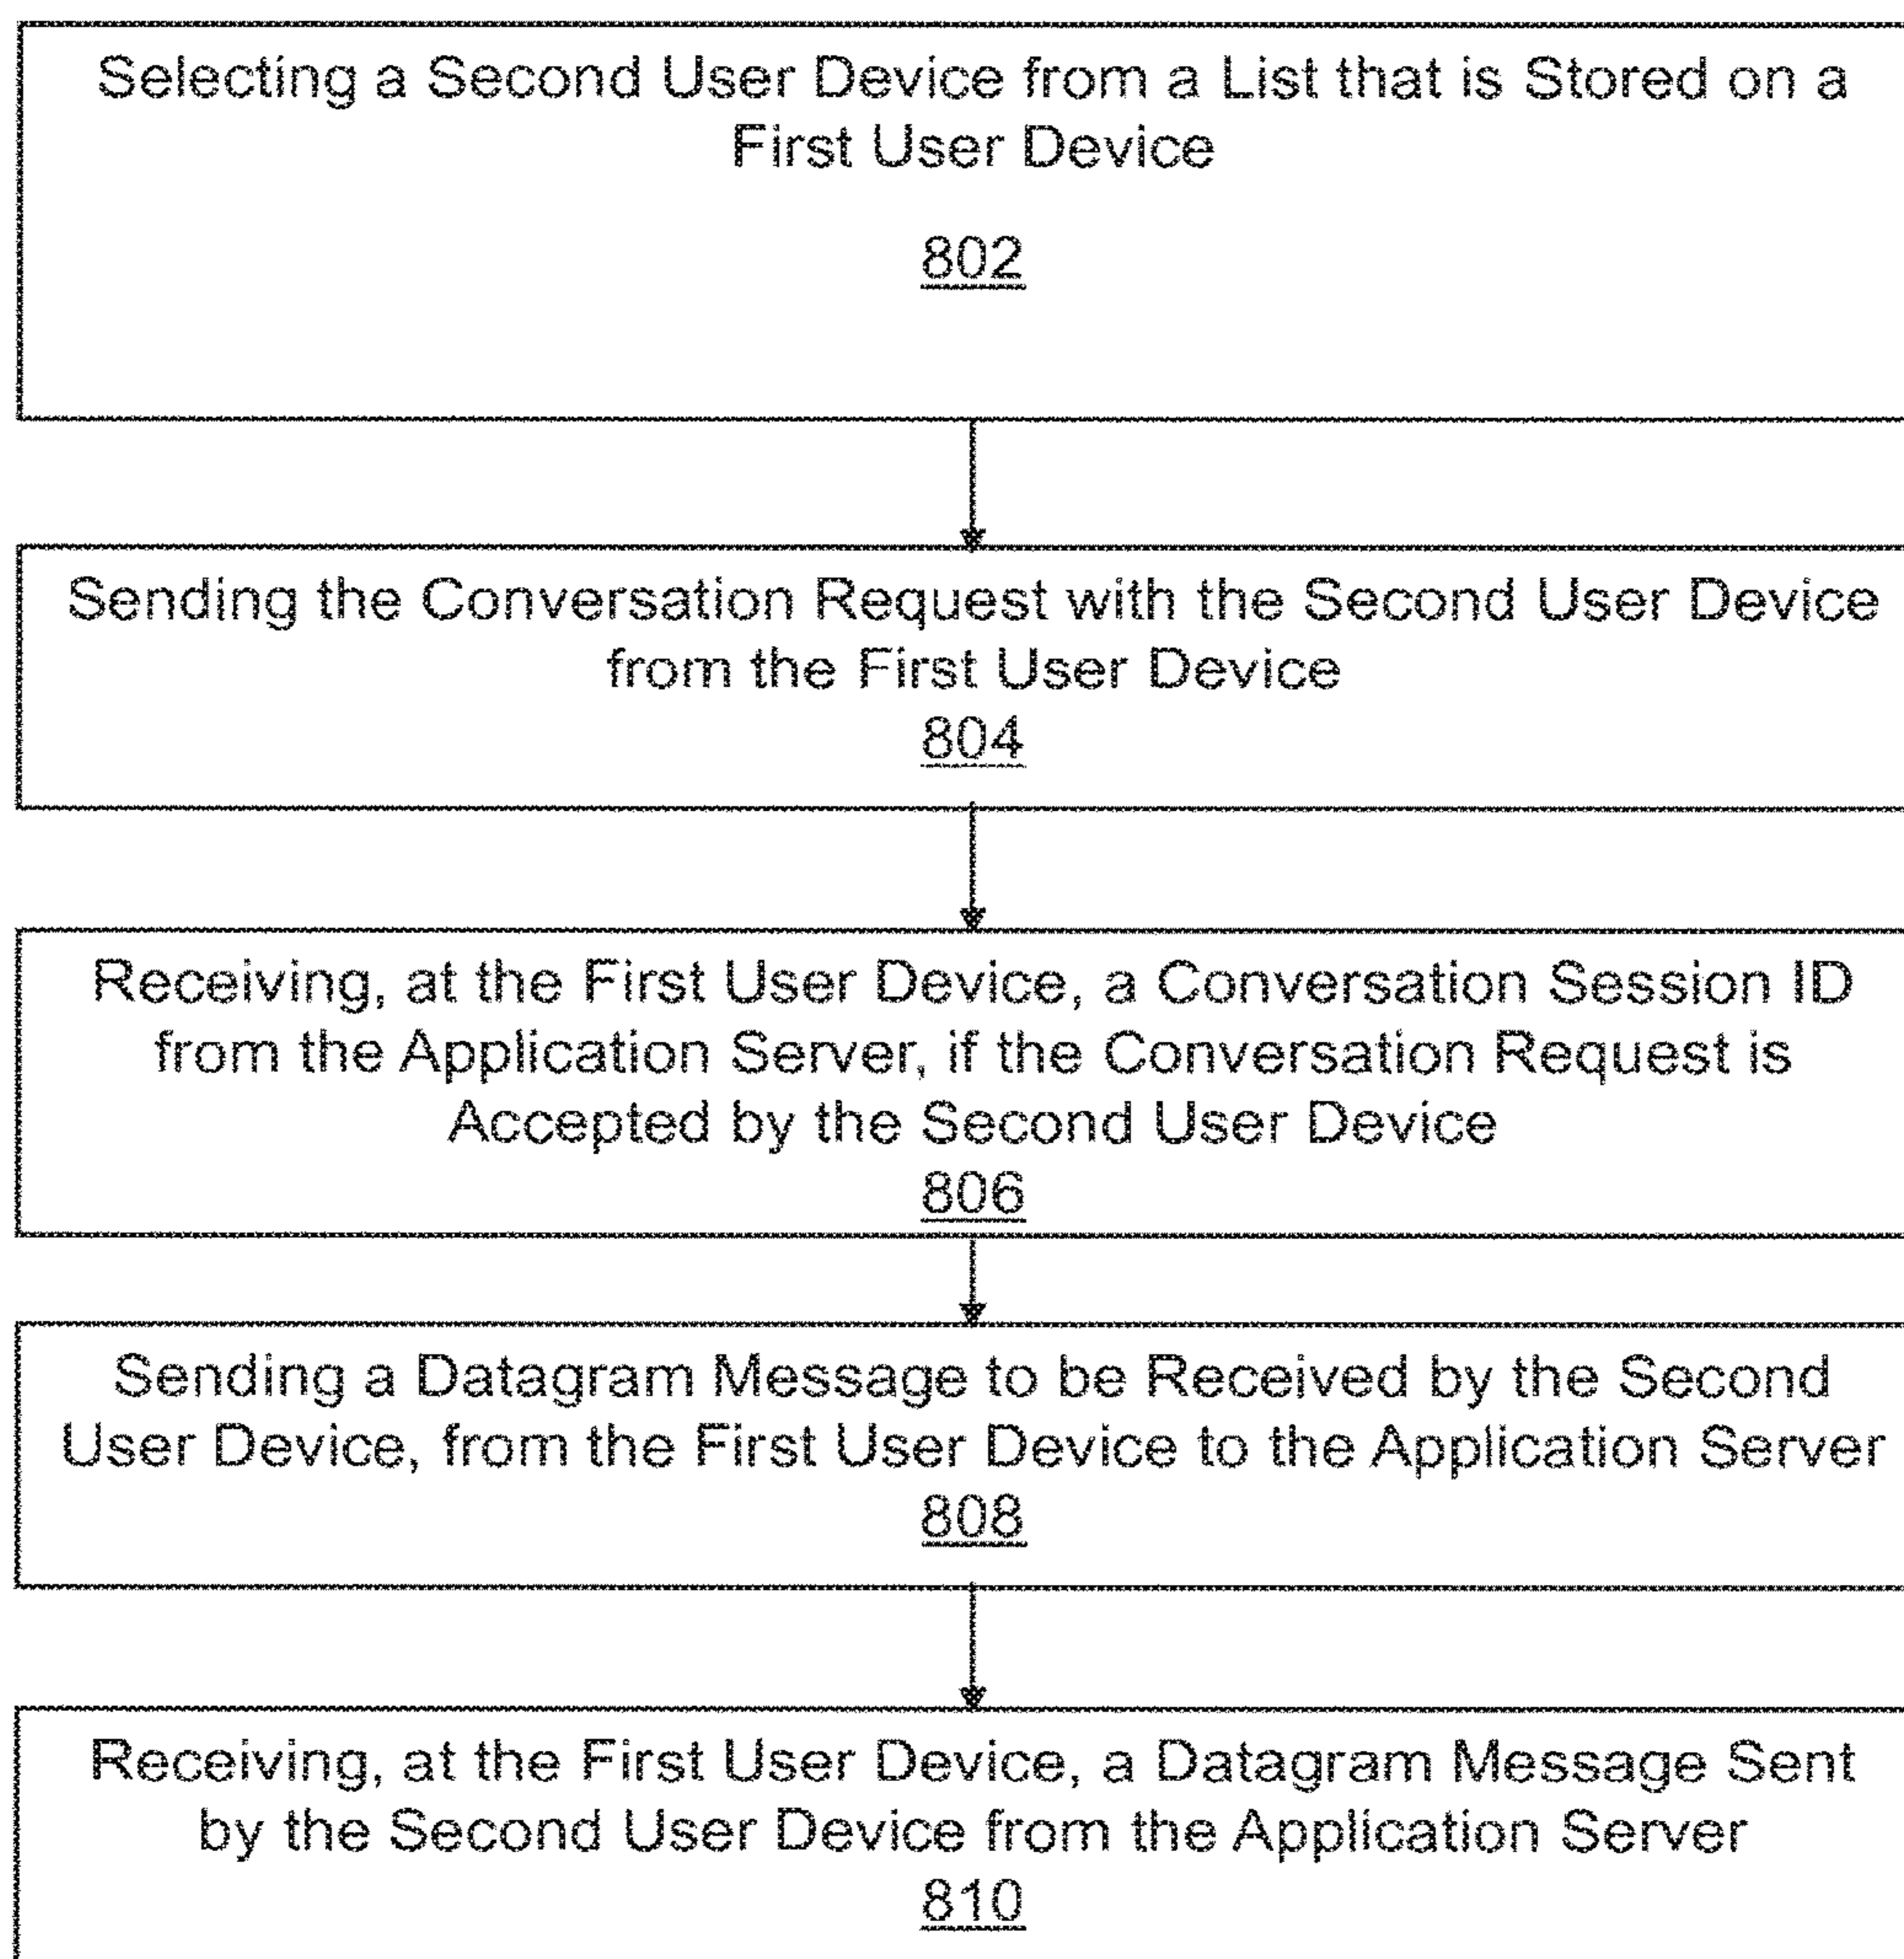 Selecting a Second User Device from a List that is Stored on a
First User Device
802
Sending the Conversation Request with the Second User Device
from the First User Device
804
Receiving, at the First User Device, a Conversation Session ID
from the Application Server, if the Conversation Request is
Accepted by the Second User Device
806
Sending a Datagram Message to be Received by the Second
User Device, from the First User Device to the Application Server
808
Receiving, at the First User Device, a Datagram Message Sent
by the Second User Device from the Application Server
810